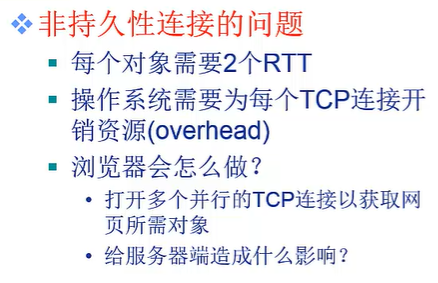 非持久性连接的问题
每个对象需要2个RTT
操作系统需要为每个TCP连接开
销资源(overhead)
浏览器会怎么做?
打开多个并行的TCP连接以获取网
页所需对象
给服务器端造成什么影响?